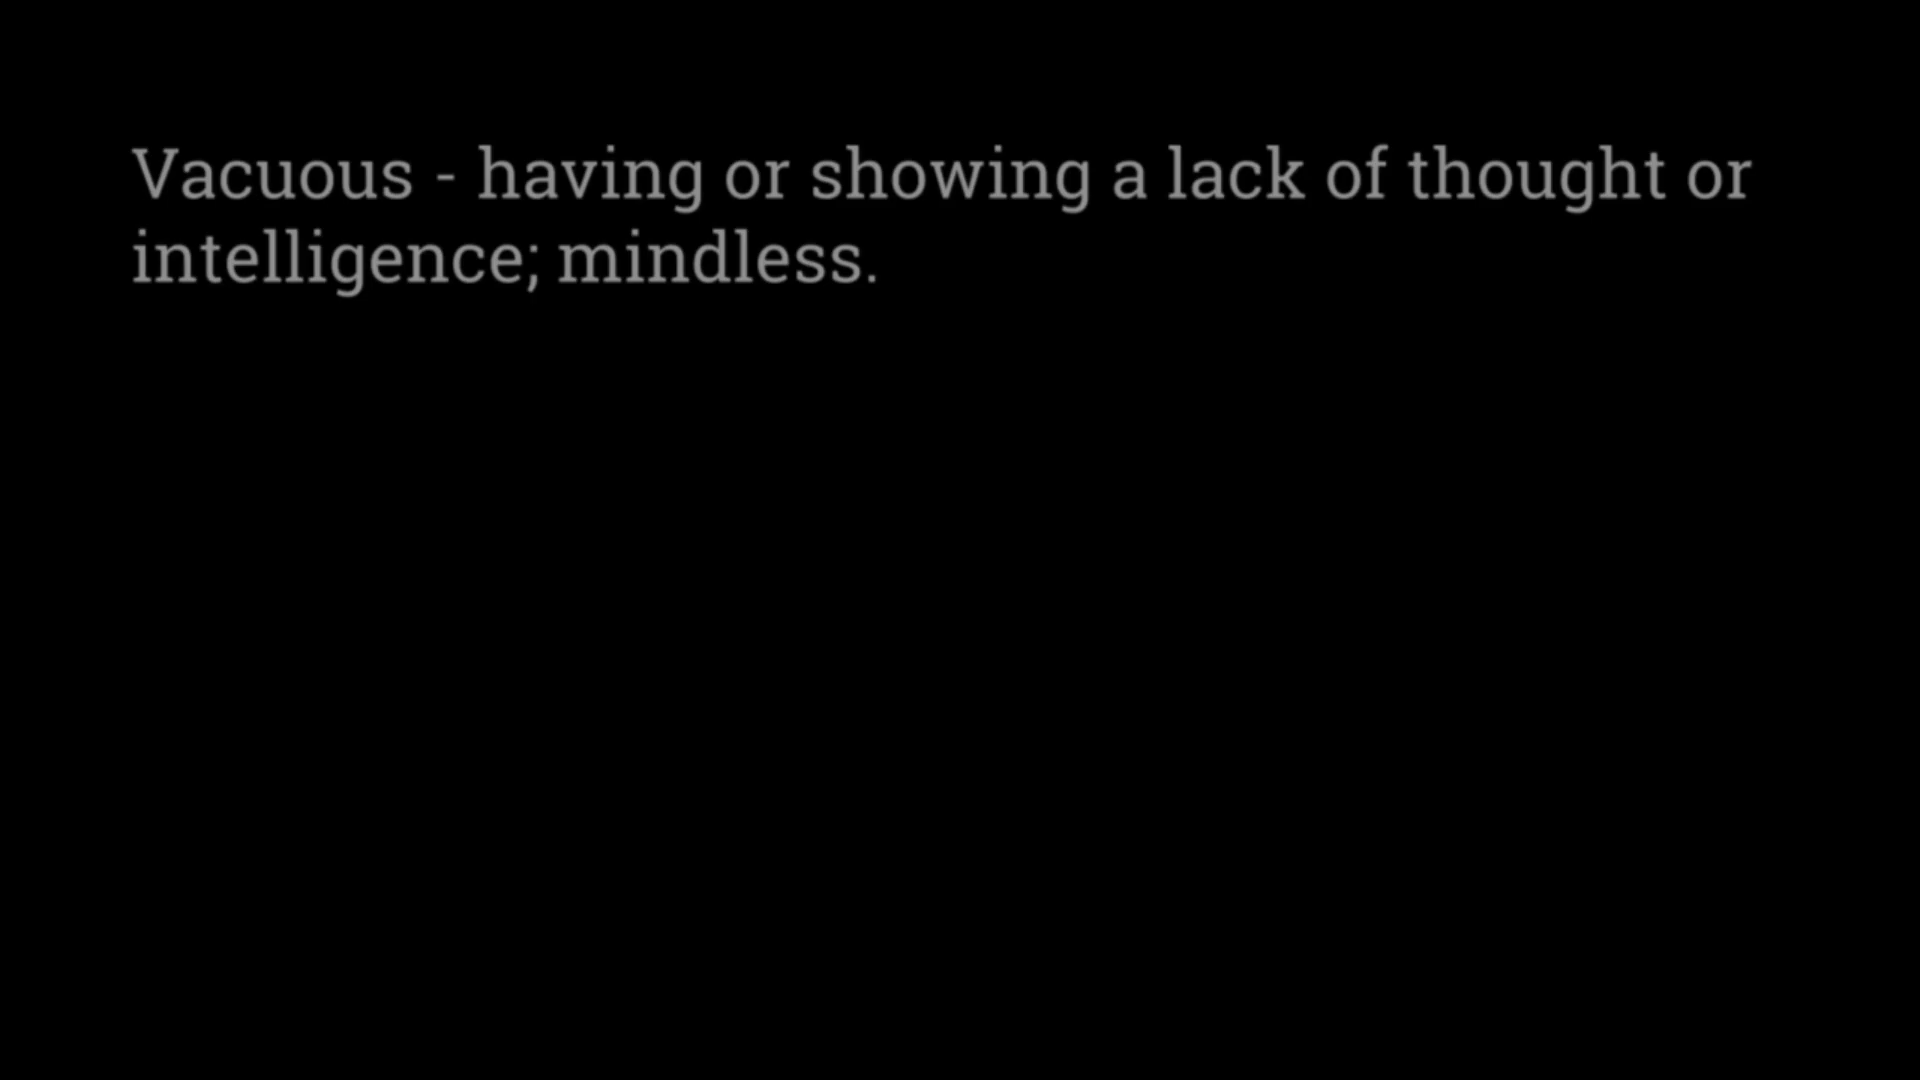 Vacuous - having or showing a lack of thought or
intelligence; mindless.